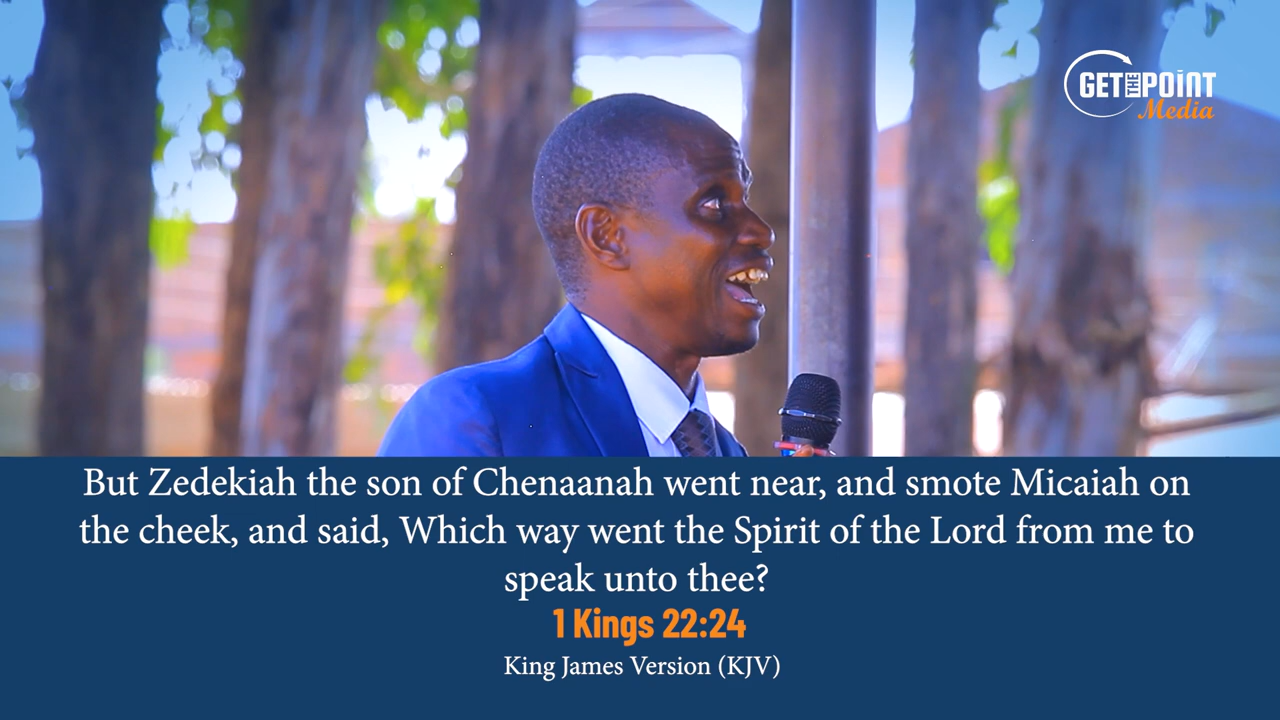 GET THE POINT
Media
But Zedekiah the son of Chenaanah went near, and smote Micaiah on
the cheek, and said, Which way went the Spirit of the Lord from me to
speak unto thee?
1 Kings 22:24
King James Version (KJV)